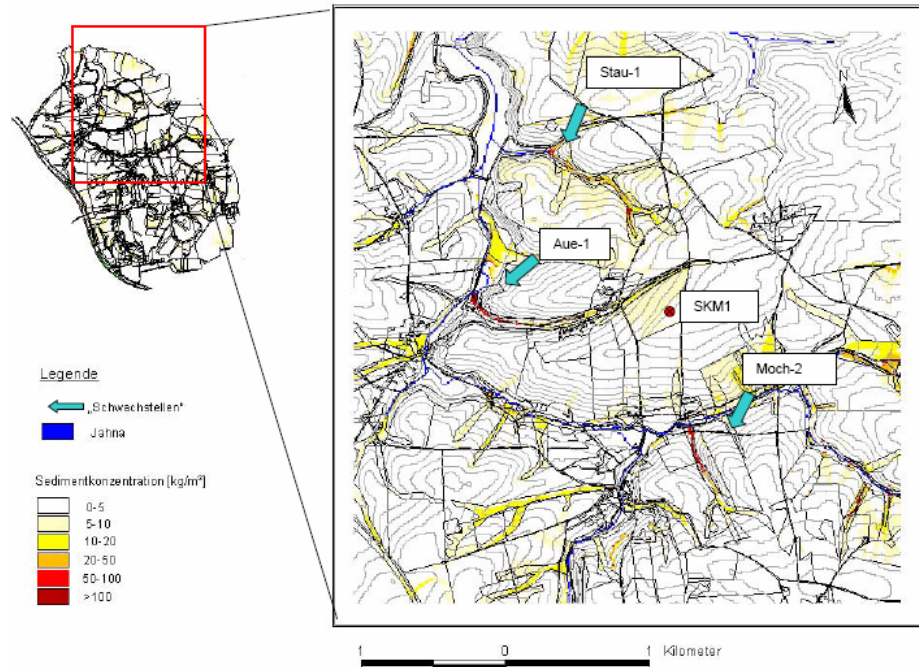 Stau-1
N
Aue-1
SKM1
Moch-2
Legende
„Schwachstellen"
Jahna
Sedimentkonzentration [kg/m³]
0-5
5-10
10-20
20-50
50-100
>100
1 0 1 Kilometer